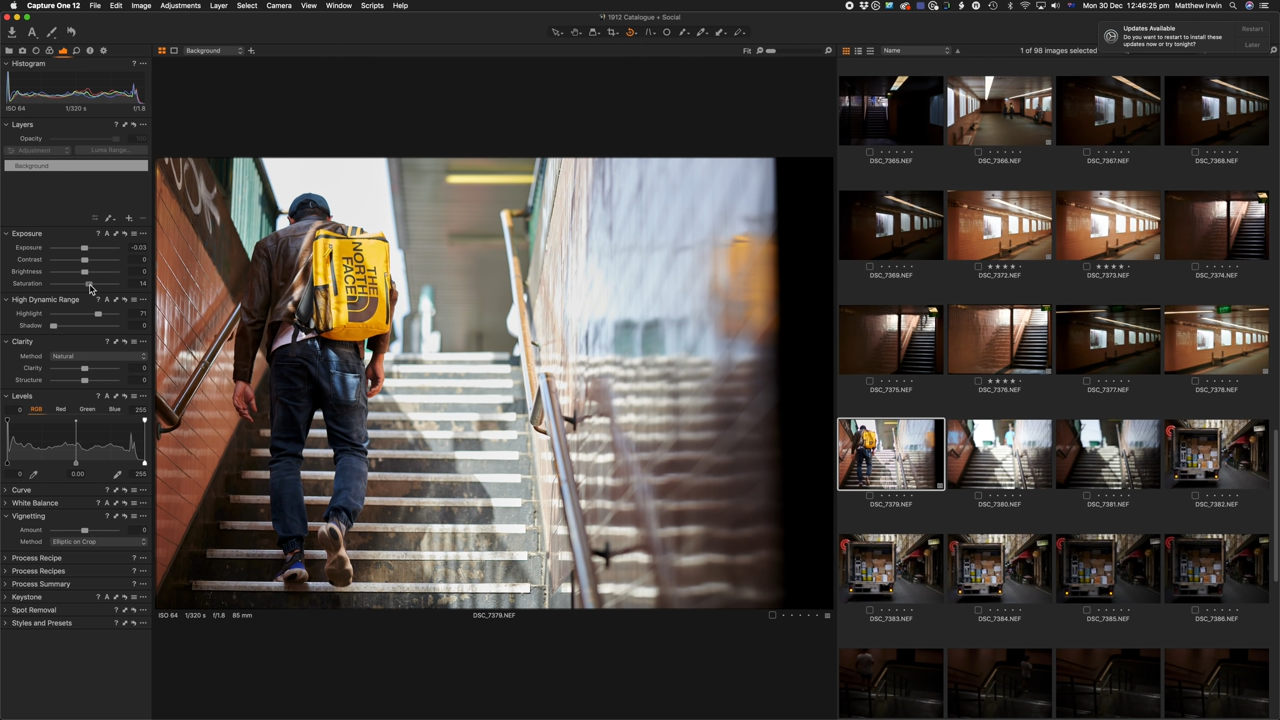 Capture One 12 File Edit View Image Adjustments Layer Select Camera View Window Scripts Help
Mon 30 Dec 12:46:25 pm Matthew Irwin
1912 Catalogue + Social
Updates Available
Do you want to restart to install these
updates now or try tonight?
Restart
Later
Background
Fit
Name
1 of 98 images selected
Histogram
ISO 64 1/320 s f/1.8
Layers
Opacity 100
Adjustment Luma Range...
Background
Exposure
Exposure -0.03
Contrast 0
Brightness 0
Saturation 14
High Dynamic Range
Highlight 71
Shadow 0
Clarity
Method Natural
Clarity 0
Structure 0
Levels
0 RGB Red Green Blue 255
0 0.00 255
Curve
White Balance
Vignetting
Amount 0
Method Elliptic on Crop
Process Recipe
Process Recipes
Process Summary
Keystone
Spot Removal
Styles and Presets
THE
NORTH
FACE
ISO 64 1/320 s f/1.8 85 mm
DSC_7379.NEF
DSC_7365.NEF DSC_7366.NEF DSC_7367.NEF DSC_7368.NEF
DSC_7369.NEF DSC_7372.NEF DSC_7373.NEF DSC_7374.NEF
DSC_7375.NEF DSC_7376.NEF DSC_7377.NEF DSC_7378.NEF
DSC_7379.NEF DSC_7380.NEF DSC_7381.NEF DSC_7382.NEF
DSC_7383.NEF DSC_7384.NEF DSC_7385.NEF DSC_7386.NEF